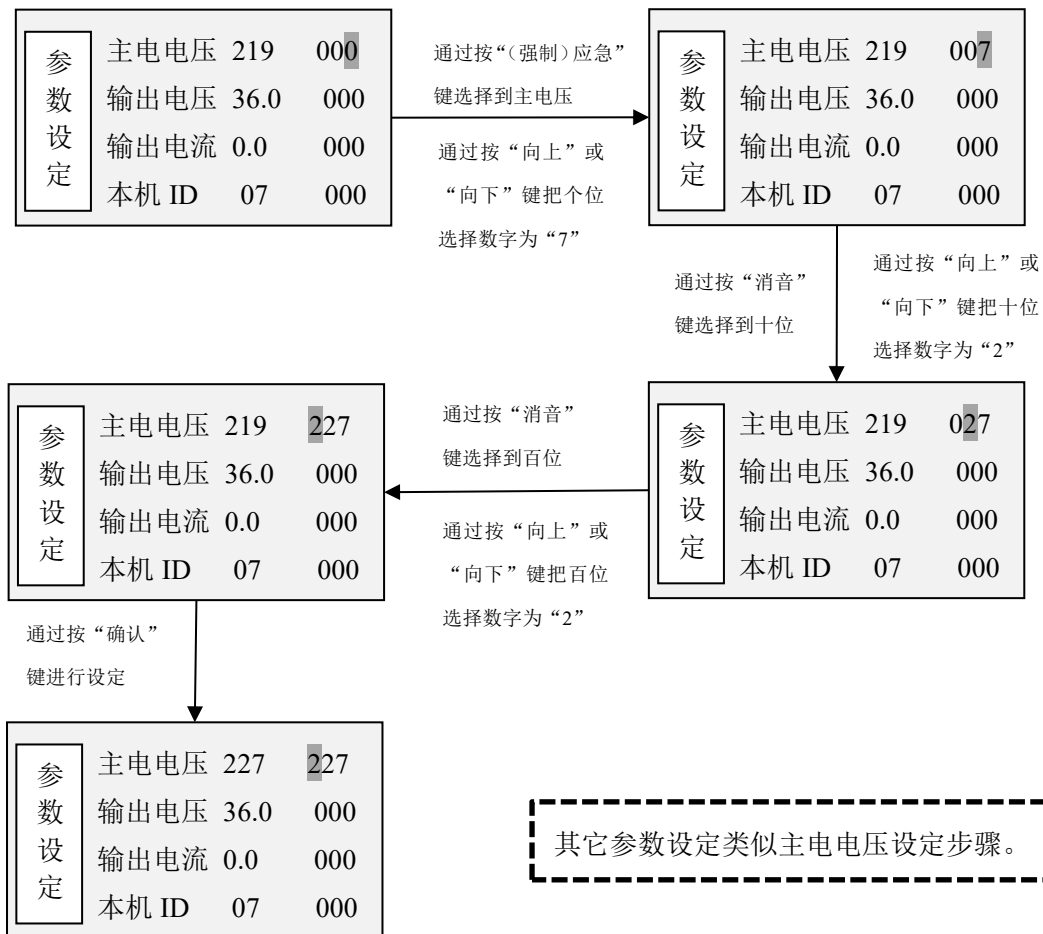 参数设定
主电电压 219 000
输出电压 36.0 000
输出电流 0.0 000
本机 ID 07 000
通过按“（强制）应急”
键选择到主电压
通过按“向上”或
“向下”键把个位
选择数字为“7”
参数设定
主电电压 219 007
输出电压 36.0 000
输出电流 0.0 000
本机 ID 07 000
通过按“消音”
键选择到十位
通过按“向上”或
“向下”键把十位
选择数字为“2”
参数设定
主电电压 219 027
输出电压 36.0 000
输出电流 0.0 000
本机 ID 07 000
通过按“消音”
键选择到百位
通过按“向上”或
“向下”键把百位
选择数字为“2”
参数设定
主电电压 219 227
输出电压 36.0 000
输出电流 0.0 000
本机 ID 07 000
通过按“确认”
键进行设定
参数设定
主电电压 227 227
输出电压 36.0 000
输出电流 0.0 000
本机 ID 07 000
其它参数设定类似主电电压设定步骤。